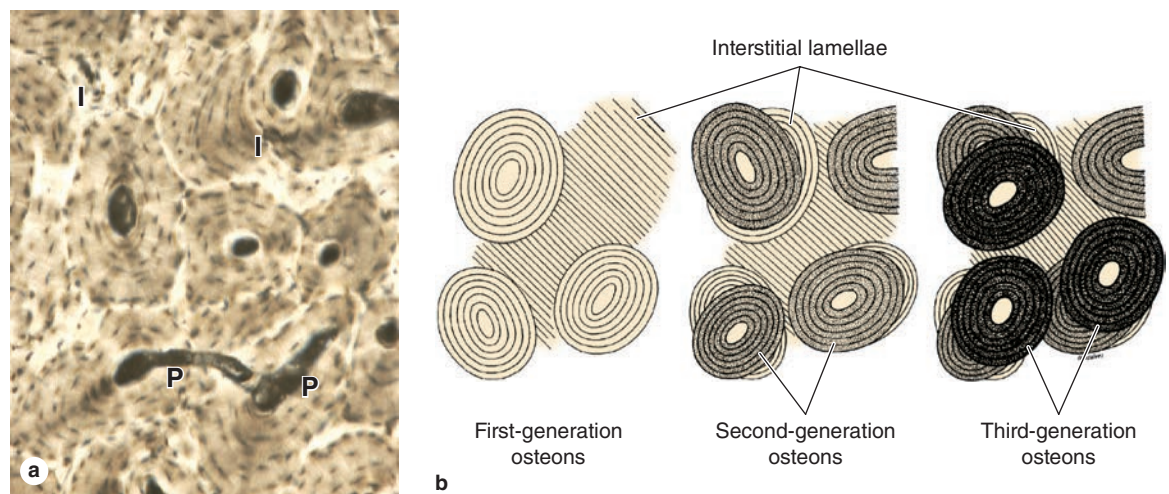 I
I
P
P
a
Interstitial lamellae
First-generation
osteons
Second-generation
osteons
Third-generation
osteons
b